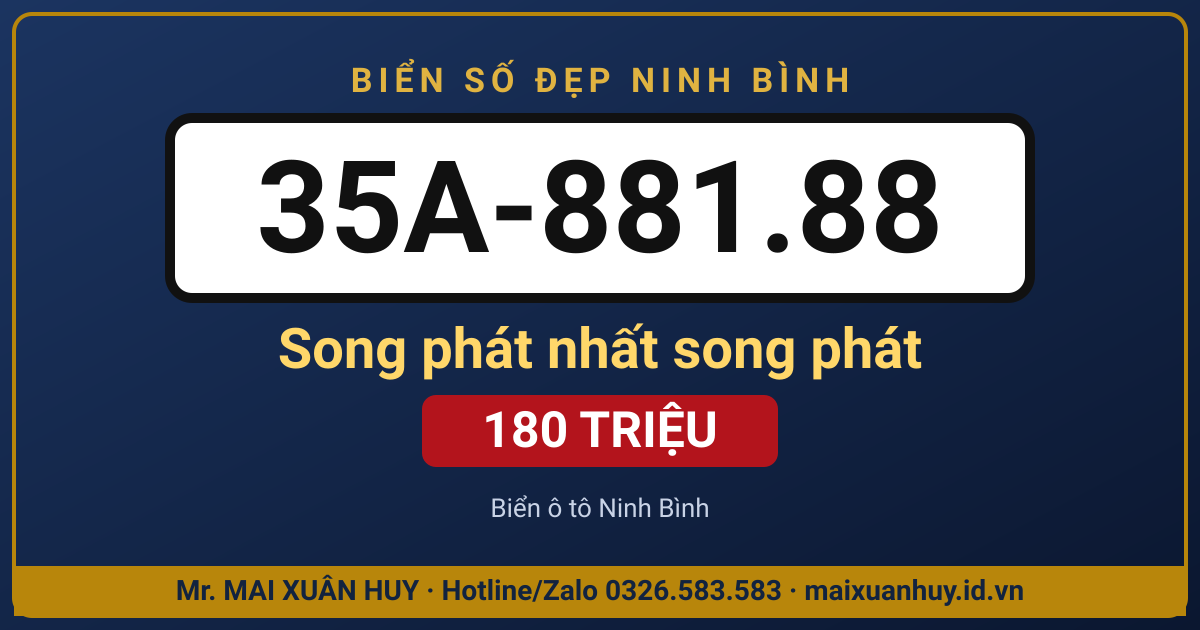 BIỂN SỐ ĐẸP NINH BÌNH
35A-881.88
Song phát nhất song phát
180 TRIỆU
Biển ô tô Ninh Bình
Mr. MAI XUÂN HUY · Hotline/Zalo 0326.583.583 · maixuanhuy.id.vn